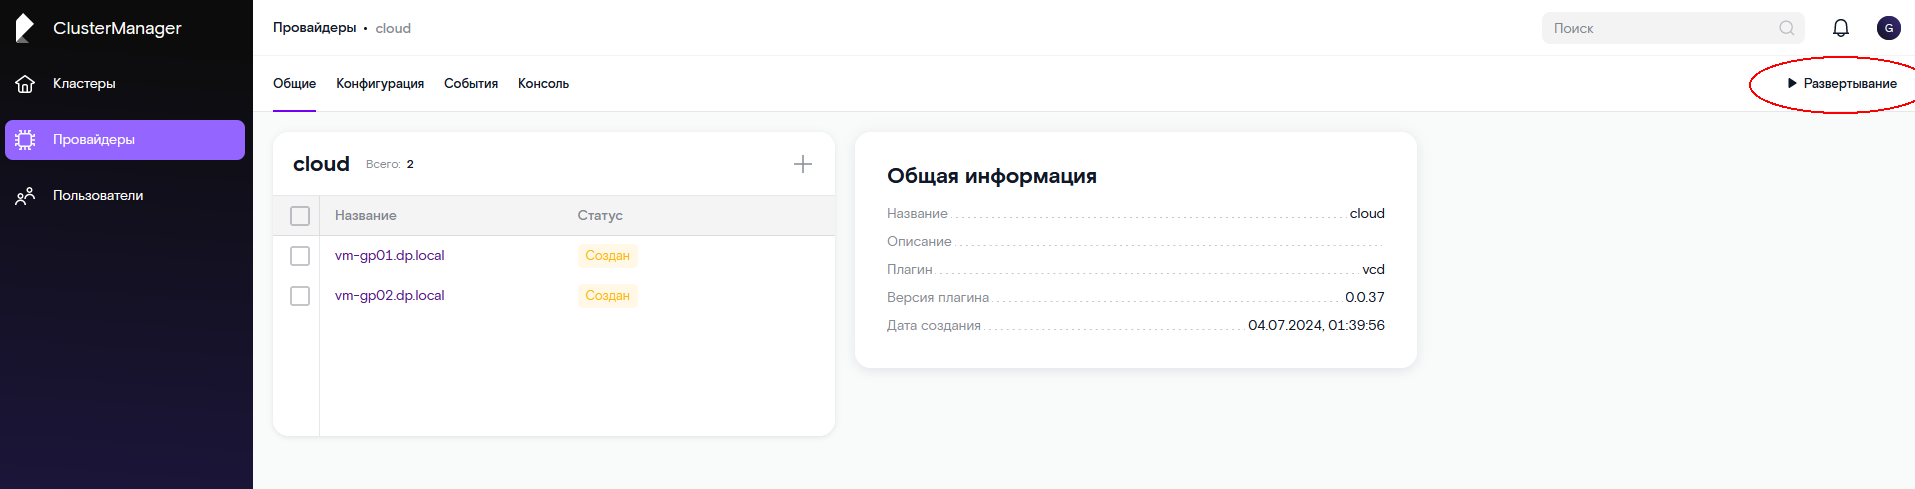 ClusterManager
Кластеры
Провайдеры
Пользователи
Провайдеры • cloud
Поиск
G
Общие Конфигурация События Консоль
Развертывание
cloud Всего: 2
Название Статус
vm-gp01.dp.local Создан
vm-gp02.dp.local Создан
Общая информация
Название cloud
Описание
Плагин vcd
Версия плагина 0.0.37
Дата создания 04.07.2024, 01:39:56